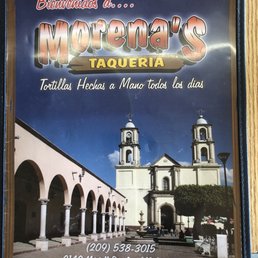 Bienvenidos a....
Morena's
TAQUERIA
Tortillas Hechas a Mano todos los dias
(209) 538-3015